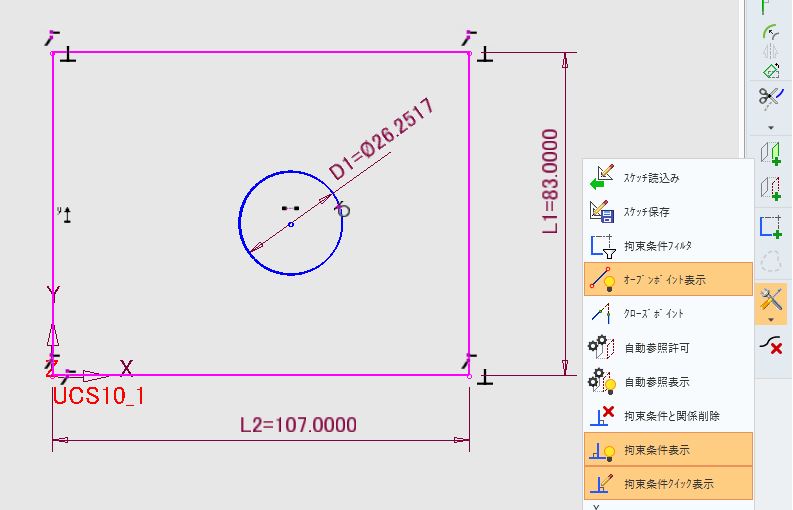 D1=Ø26.2517
L1=83.0000
Y
X
Z
UCS10_1
L2=107.0000
スケッチ読込み
スケッチ保存
拘束条件フィルタ
オープンポイント表示
クローズポイント
自動参照許可
自動参照表示
拘束条件と関係削除
拘束条件表示
拘束条件クイック表示